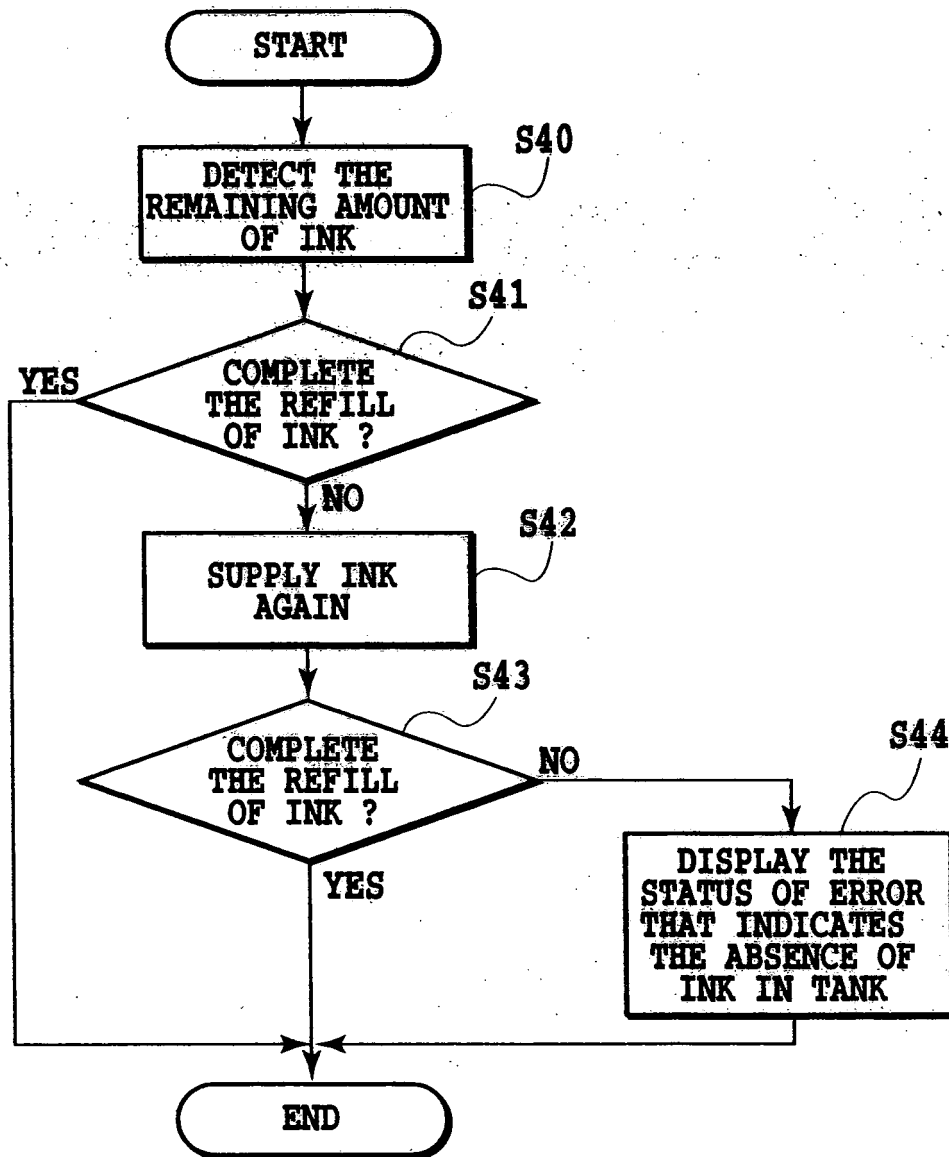 START
S40
DETECT THE
REMAINING AMOUNT
OF INK
S41
COMPLETE
THE REFILL
OF INK ?
YES
NO
S42
SUPPLY INK
AGAIN
S43
COMPLETE
THE REFILL
OF INK ?
NO
YES
S44
DISPLAY THE
STATUS OF ERROR
THAT INDICATES
THE ABSENCE OF
INK IN TANK
END